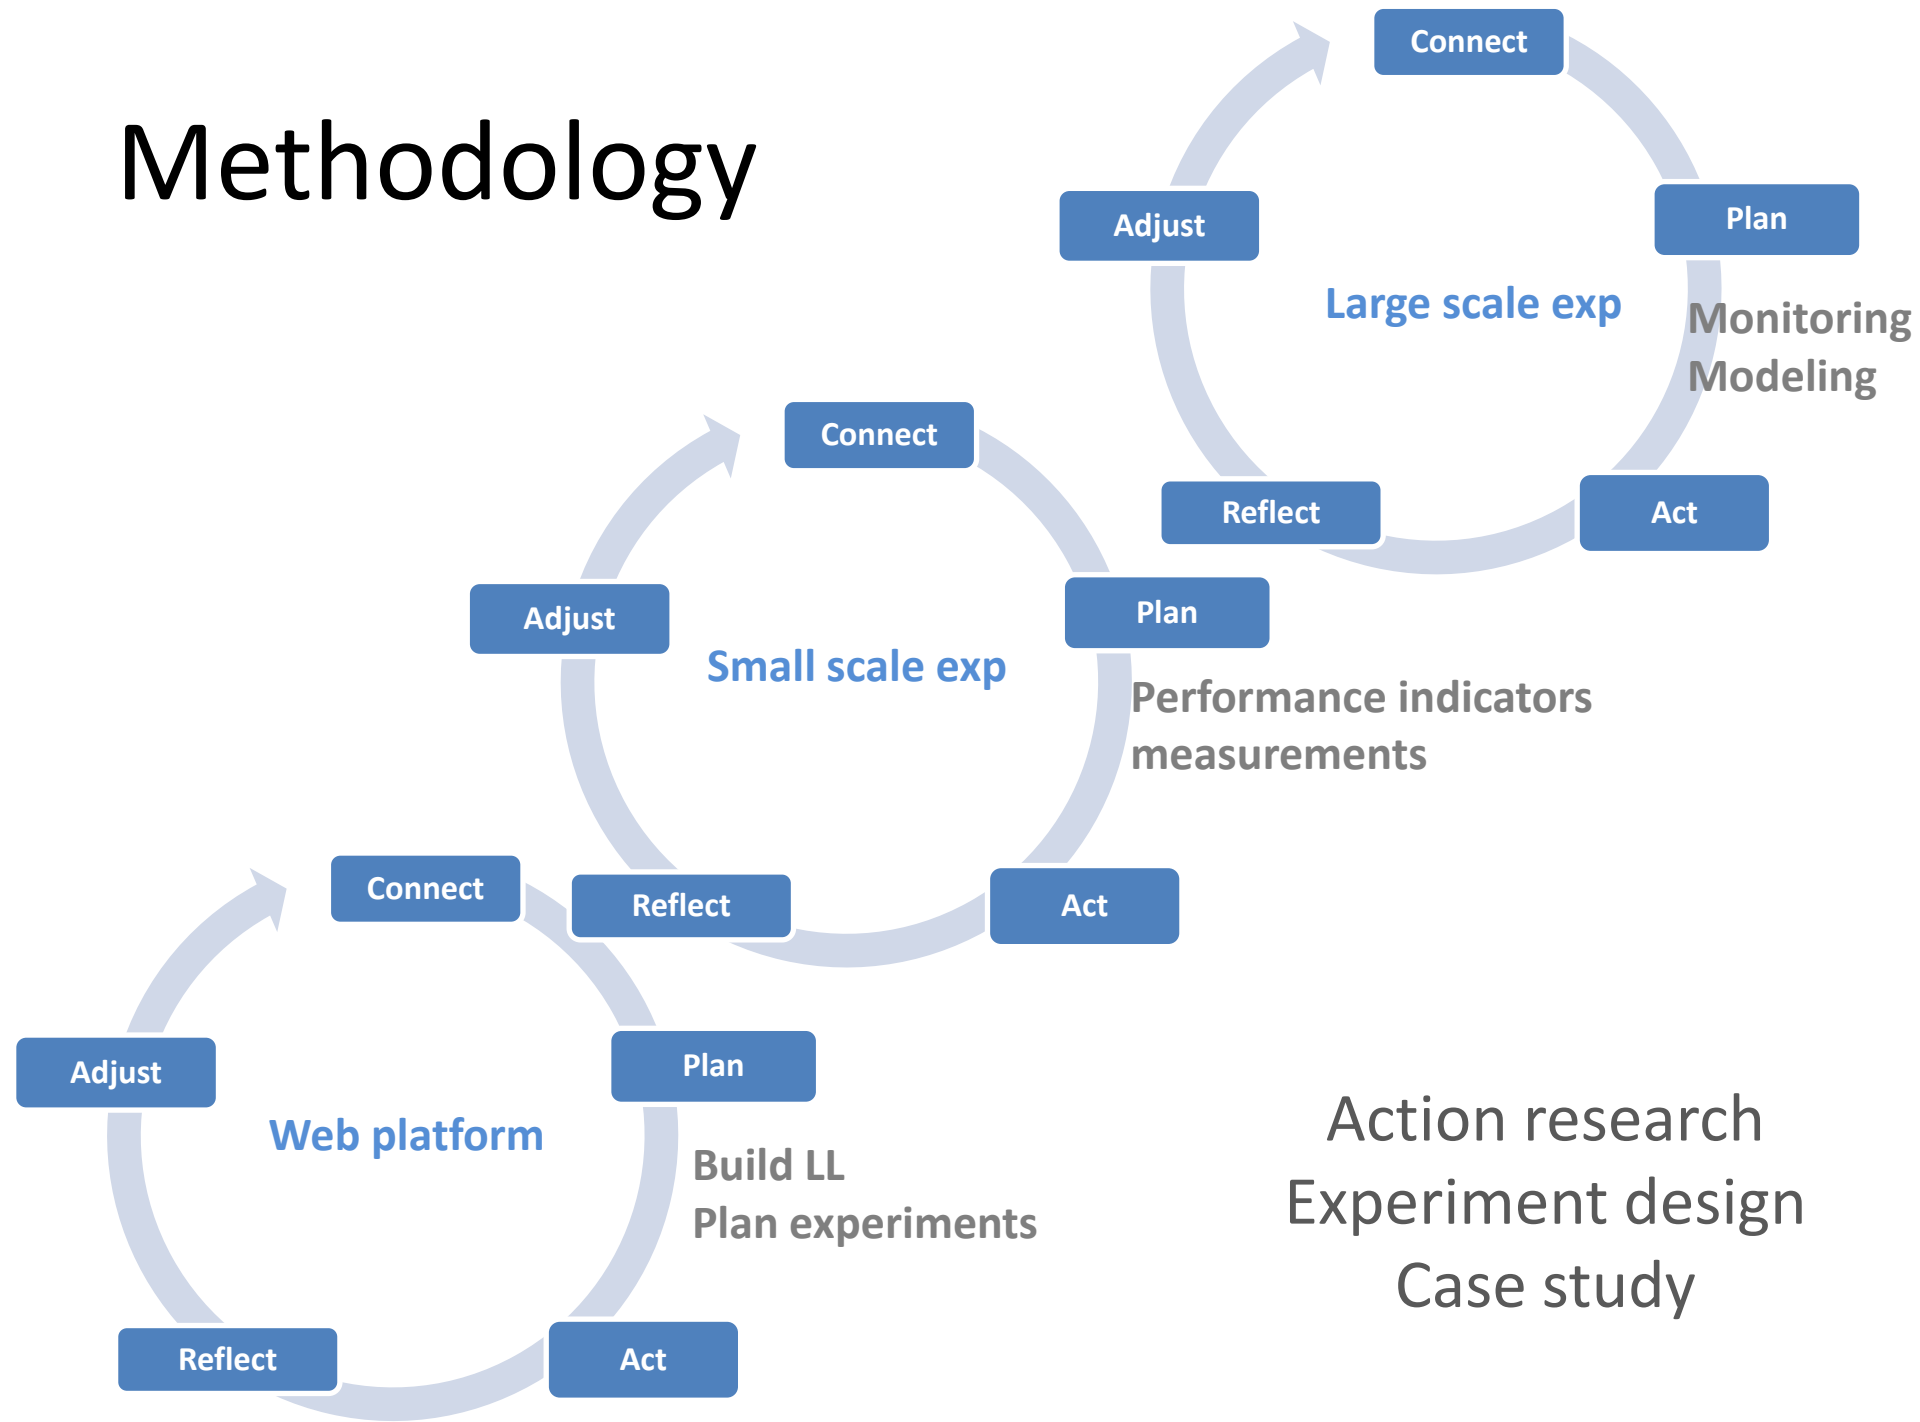 Methodology
Connect
Plan
Act
Reflect
Adjust
Large scale exp
Monitoring
Modeling
Connect
Plan
Act
Reflect
Adjust
Small scale exp
Performance indicators
measurements
Connect
Plan
Act
Reflect
Adjust
Web platform
Build LL
Plan experiments
Action research
Experiment design
Case study